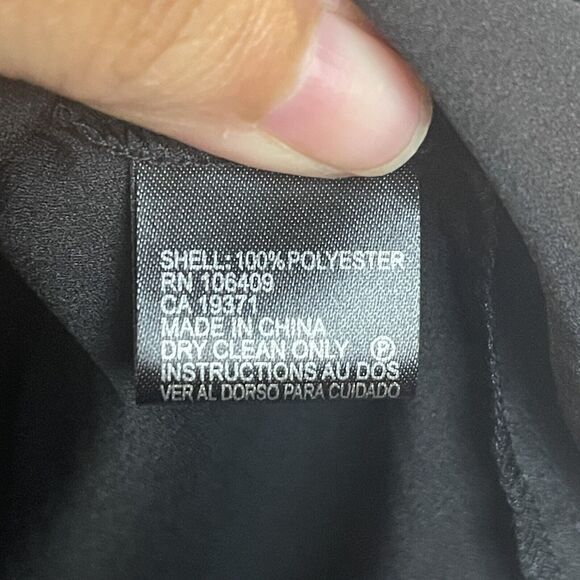 SHELL: 100% POLYESTER
RN 106409
CA 19371
MADE IN CHINA
DRY CLEAN ONLY Ⓟ
INSTRUCTIONS AU DOS
VER AL DORSO PARA CUIDADO